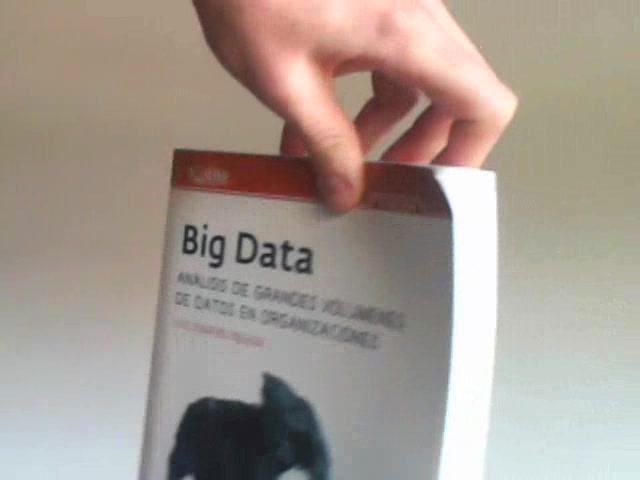 Big Data
ANÁLISIS DE GRANDES VOLÚMENES
DE DATOS EN ORGANIZACIONES